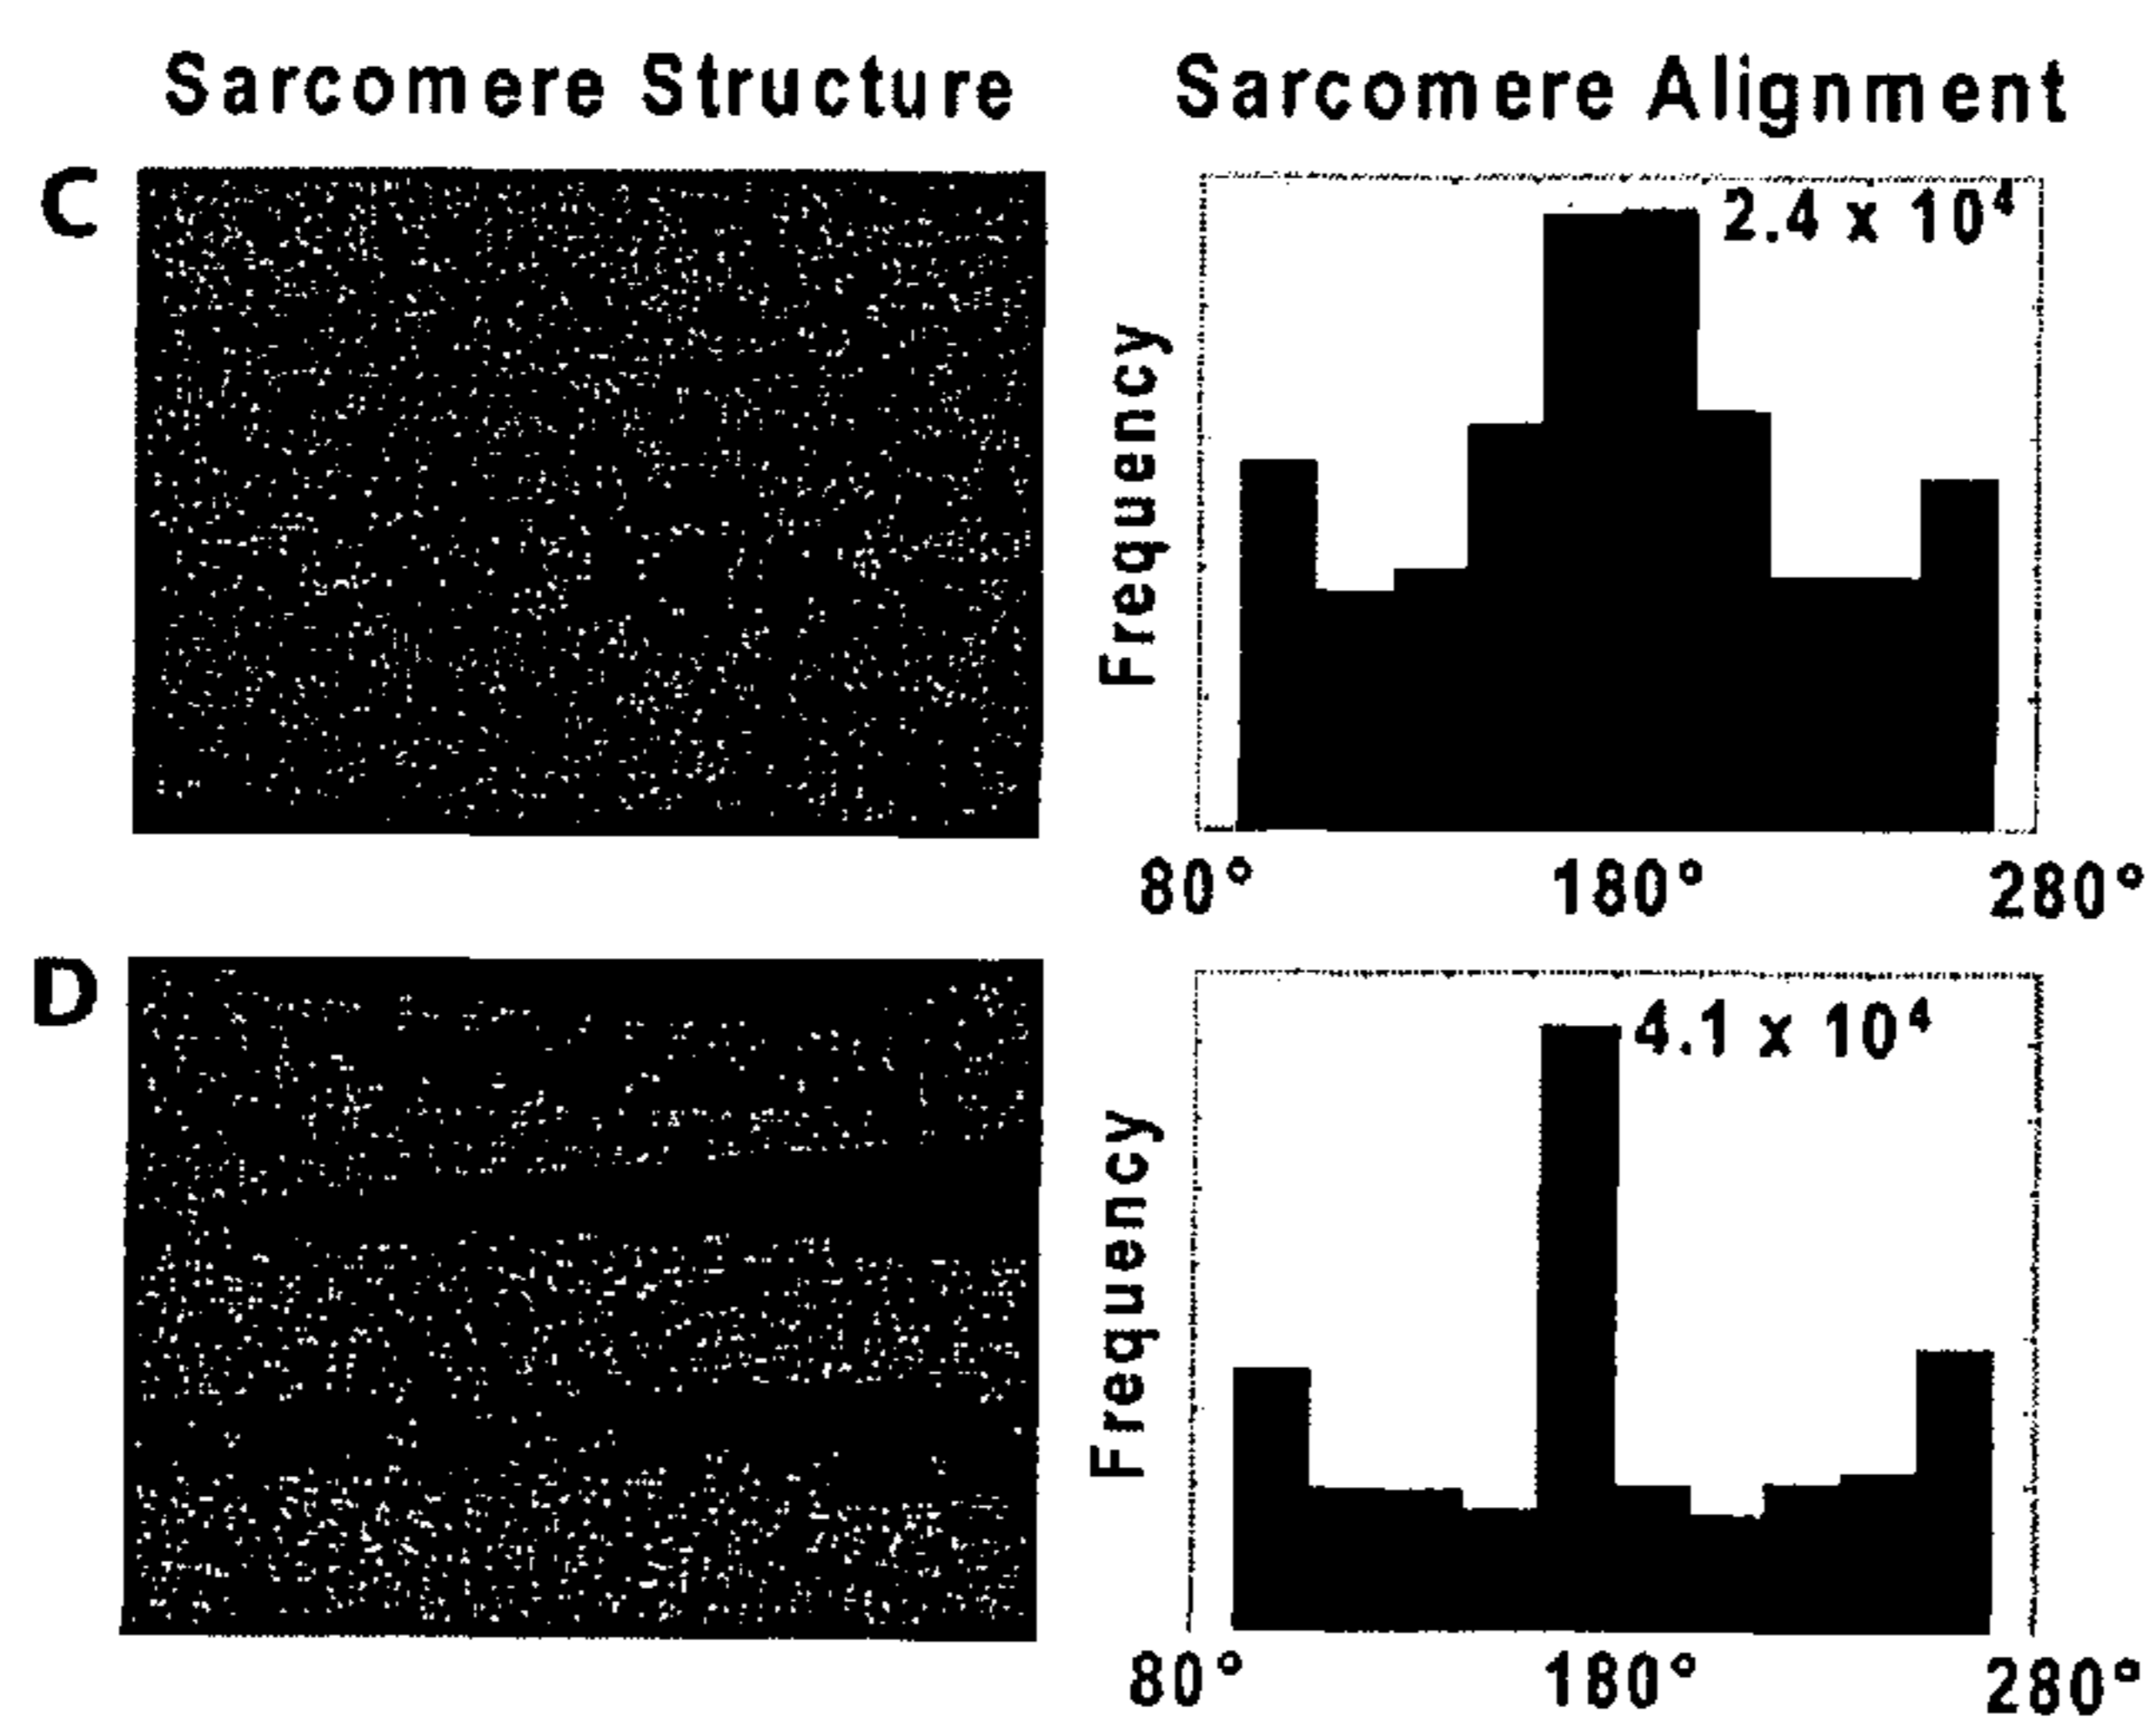 Sarcomere Structure
Sarcomere Alignment
C
2.4 x 10⁴
Frequency
80° 180° 280°
D
4.1 x 10⁴
Frequency
80° 180° 280°